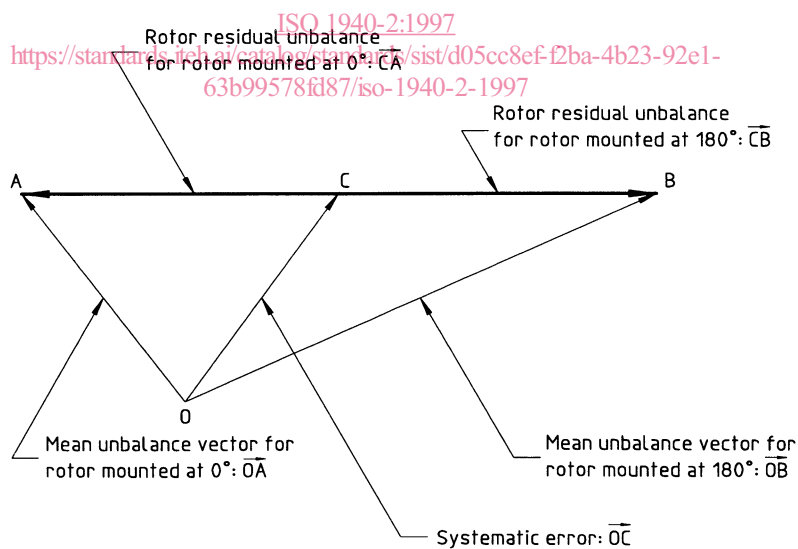 ISO 1940-2:1997
Rotor residual unbalance
https://standards.iteh.ai/catalog/standards/sist/d05cc8ef-f2ba-4b23-92e1-
for rotor mounted at 0°: CA
63b99578fd87/iso-1940-2-1997
Rotor residual unbalance
for rotor mounted at 180°: CB
A
C
B
O
Mean unbalance vector for
rotor mounted at 0°: OA
Mean unbalance vector for
rotor mounted at 180°: OB
Systematic error: OC